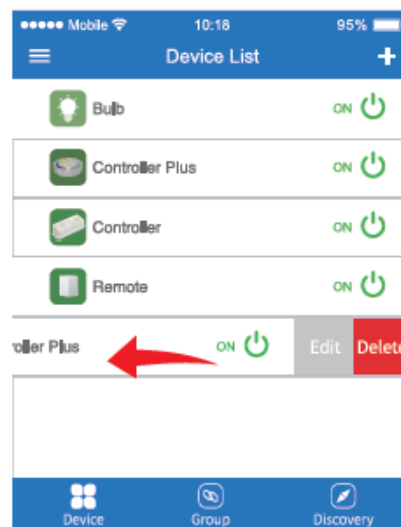 Mobile 10:18 95%
Device List
Bulb ON
Controller Plus ON
Controller ON
Remote ON
roller Plus ON Edit Delete
Device Group Discovery